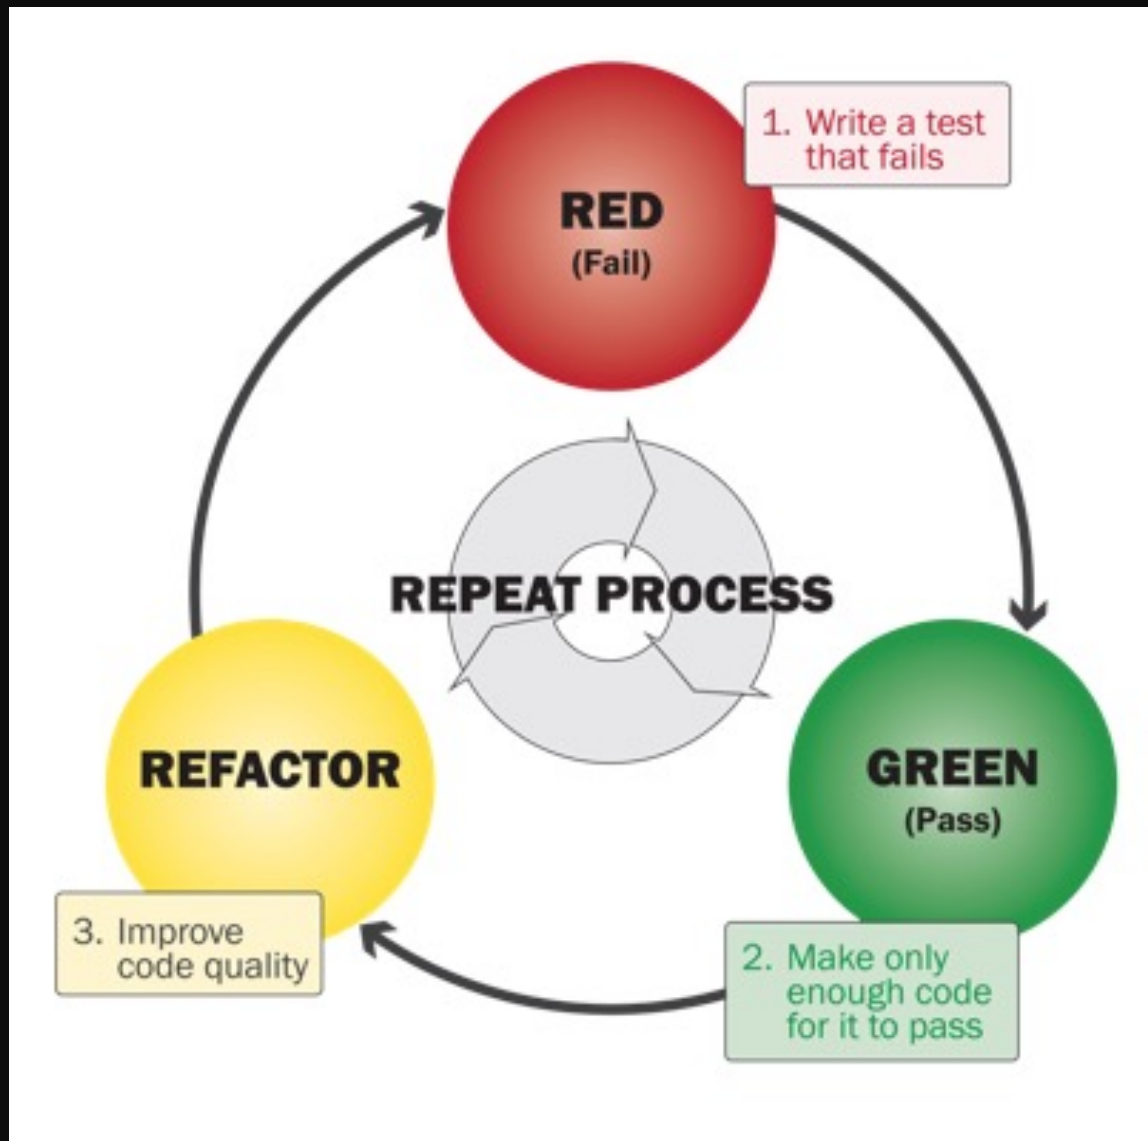 RED
(Fail)
1. Write a test
that fails
REPEAT PROCESS
GREEN
(Pass)
2. Make only
enough code
for it to pass
REFACTOR
3. Improve
code quality